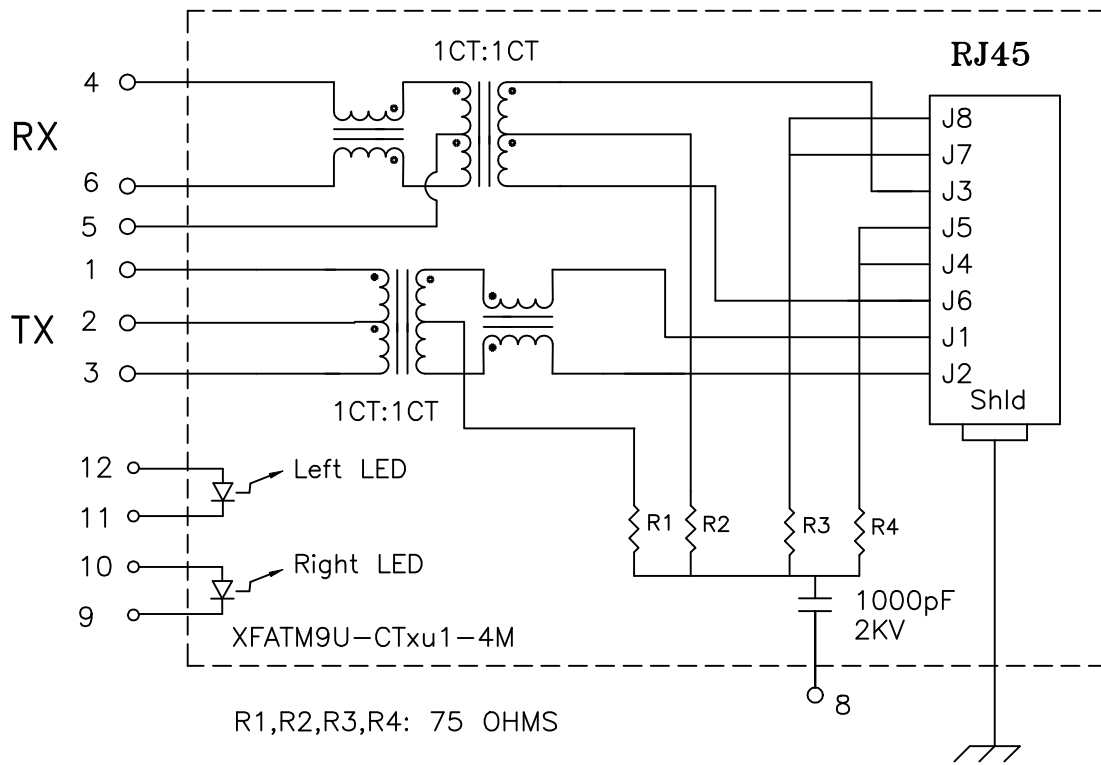 1CT:1CT
RJ45
4
RX
6
5
1
TX
2
3
1CT:1CT
J8
J7
J3
J5
J4
J6
J1
J2
Shld
12
Left LED
11
10
Right LED
9
R1
R2
R3
R4
1000pF
2KV
XFATM9U-CTxu1-4M
8
R1,R2,R3,R4: 75 OHMS